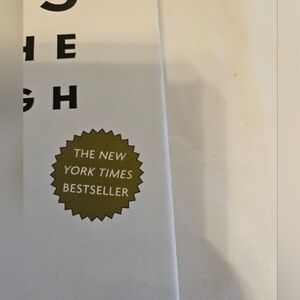 HE
GH
THE NEW
YORK TIMES
BESTSELLER